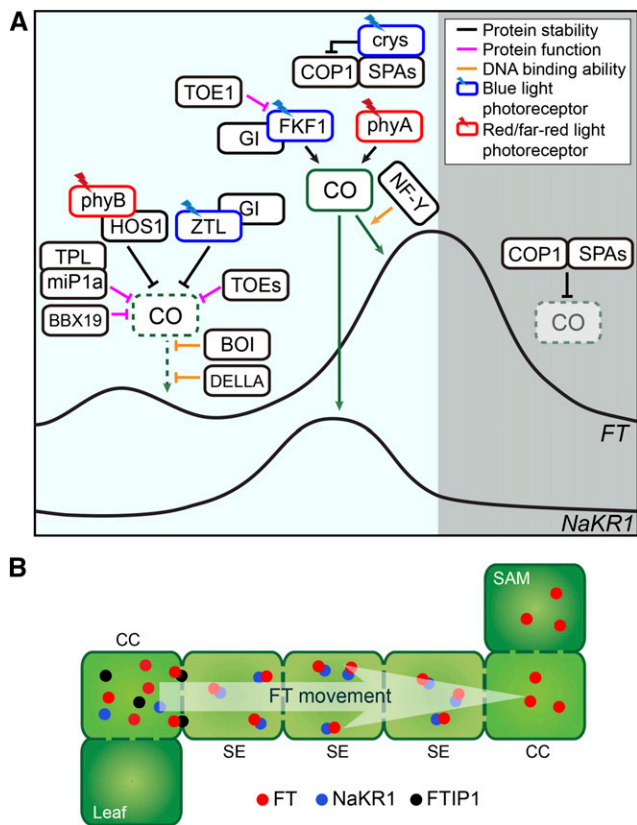 A
crys
COP1
SPAs
TOE1
GI
FKF1
phyA
phyB
HOS1
ZTL
GI
CO
NF-Y
TPL
miP1a
BBX19
CO
TOEs
BOI
DELLA
COP1
SPAs
CO
FT
NaKR1
Protein stability
Protein function
DNA binding ability
Blue light
photoreceptor
Red/far-red light
photoreceptor
B
CC
SAM
FT movement
Leaf
SE
SE
SE
CC
FT
NaKR1
FTIP1